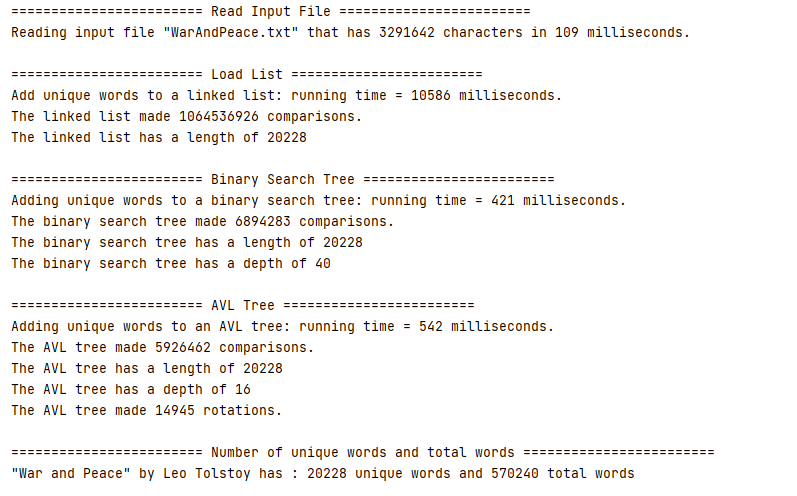 ======================== Read Input File ========================
Reading input file "WarAndPeace.txt" that has 3291642 characters in 109 milliseconds.
======================== Load List ========================
Add unique words to a linked list: running time = 10586 milliseconds.
The linked list made 1064536926 comparisons.
The linked list has a length of 20228
======================== Binary Search Tree ========================
Adding unique words to a binary search tree: running time = 421 milliseconds.
The binary search tree made 6894283 comparisons.
The binary search tree has a length of 20228
The binary search tree has a depth of 40
======================== AVL Tree ========================
Adding unique words to an AVL tree: running time = 542 milliseconds.
The AVL tree made 5926462 comparisons.
The AVL tree has a length of 20228
The AVL tree has a depth of 16
The AVL tree made 14945 rotations.
======================== Number of unique words and total words ========================
"War and Peace" by Leo Tolstoy has : 20228 unique words and 570240 total words